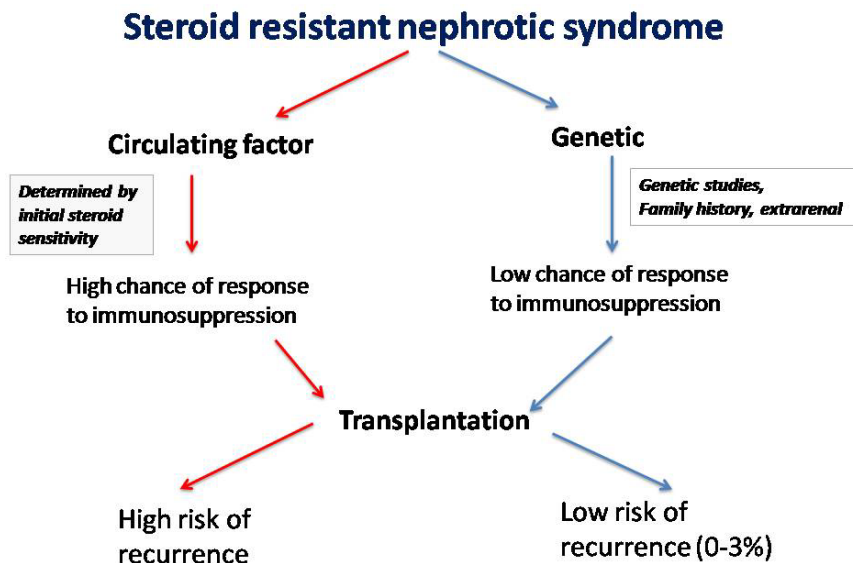 Steroid resistant nephrotic syndrome
Circulating factor
Genetic
Determined by
initial steroid
sensitivity
Genetic studies,
Family history, extrarenal
High chance of response
to immunosuppression
Low chance of response
to immunosuppression
Transplantation
High risk of
recurrence
Low risk of
recurrence (0-3%)